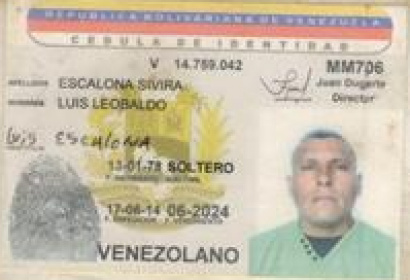 REPUBLICA BOLIVARIANA DE VENEZUELA
CEDULA DE IDENTIDAD
V 14.759.042 MM706
APELLIDOS ESCALONA SIVIRA Juan Dugarte
NOMBRES LUIS LEOBALDO Director
Luis ESCALONA
13-01-78 SOLTERO
17-06-14 06-2024
VENEZOLANO